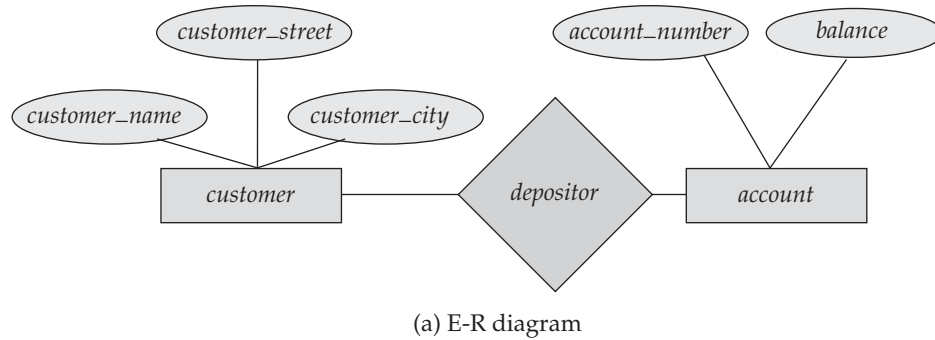 customer_street
account_number
balance
customer_name
customer_city
customer
depositor
account
(a) E-R diagram